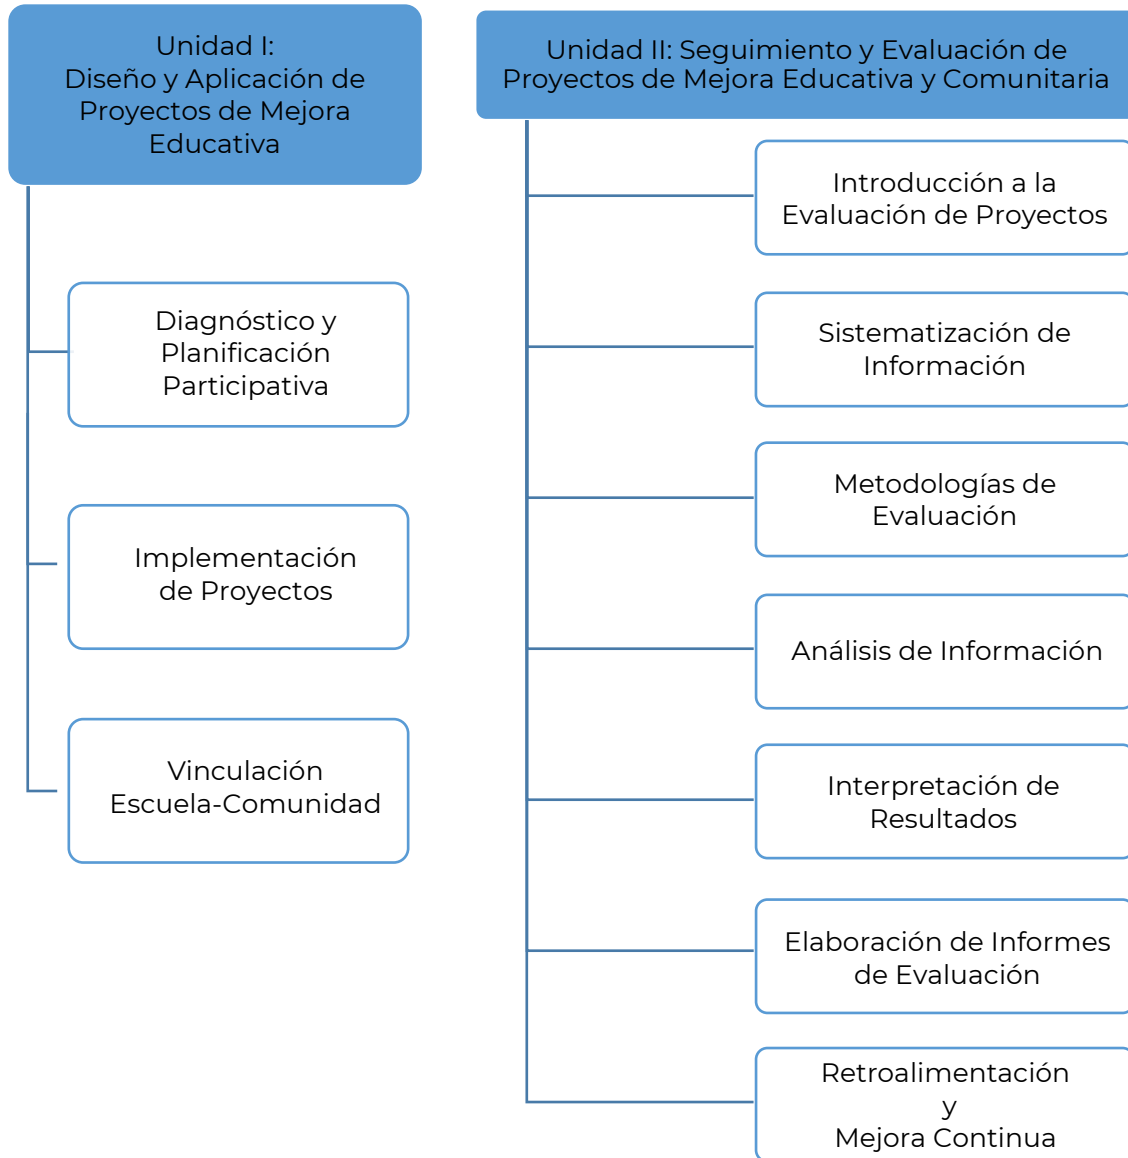 Unidad I:
Diseño y Aplicación de
Proyectos de Mejora
Educativa
Diagnóstico y
Planificación
Participativa
Implementación
de Proyectos
Vinculación
Escuela-Comunidad
Unidad II: Seguimiento y Evaluación de
Proyectos de Mejora Educativa y Comunitaria
Introducción a la
Evaluación de Proyectos
Sistematización de
Información
Metodologías de
Evaluación
Análisis de Información
Interpretación de
Resultados
Elaboración de Informes
de Evaluación
Retroalimentación
y
Mejora Continua